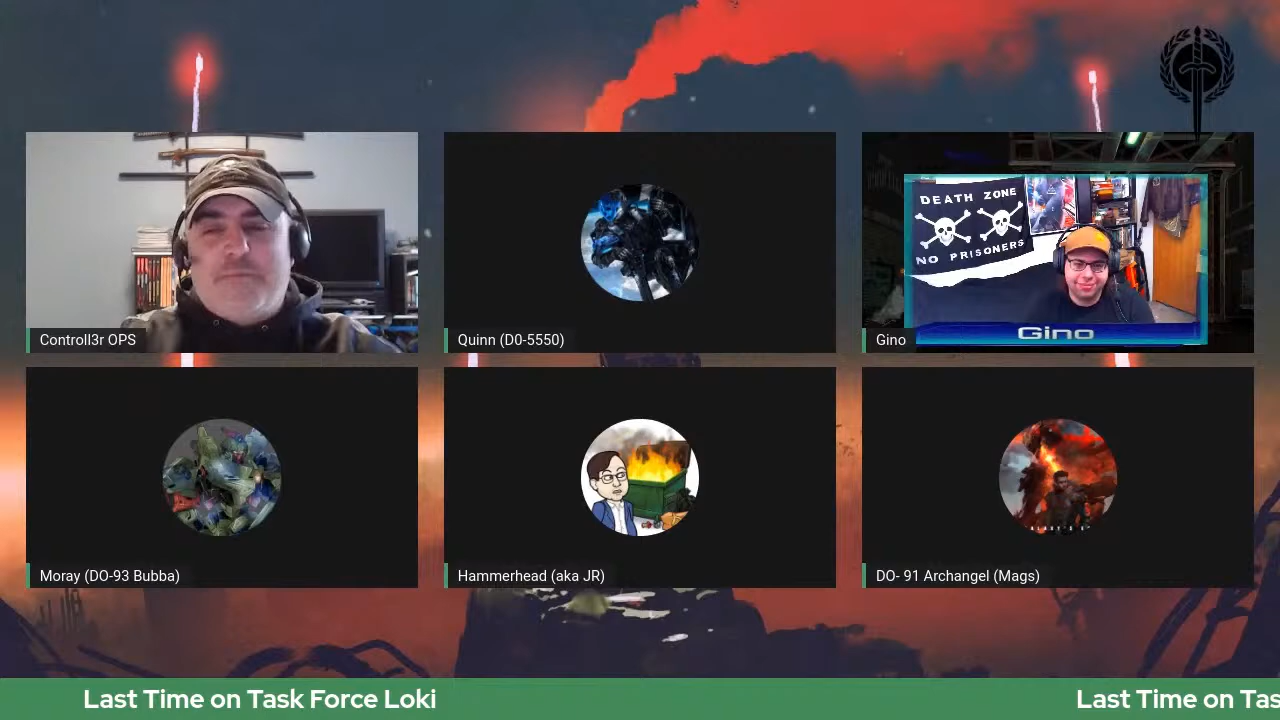 DEATH ZONE
NO PRISONERS
Gino
Controll3r OPS
Quinn (D0-5550)
Gino
Moray (DO-93 Bubba)
Hammerhead (aka JR)
DO- 91 Archangel (Mags)
Last Time on Task Force Loki
Last Time on Tas